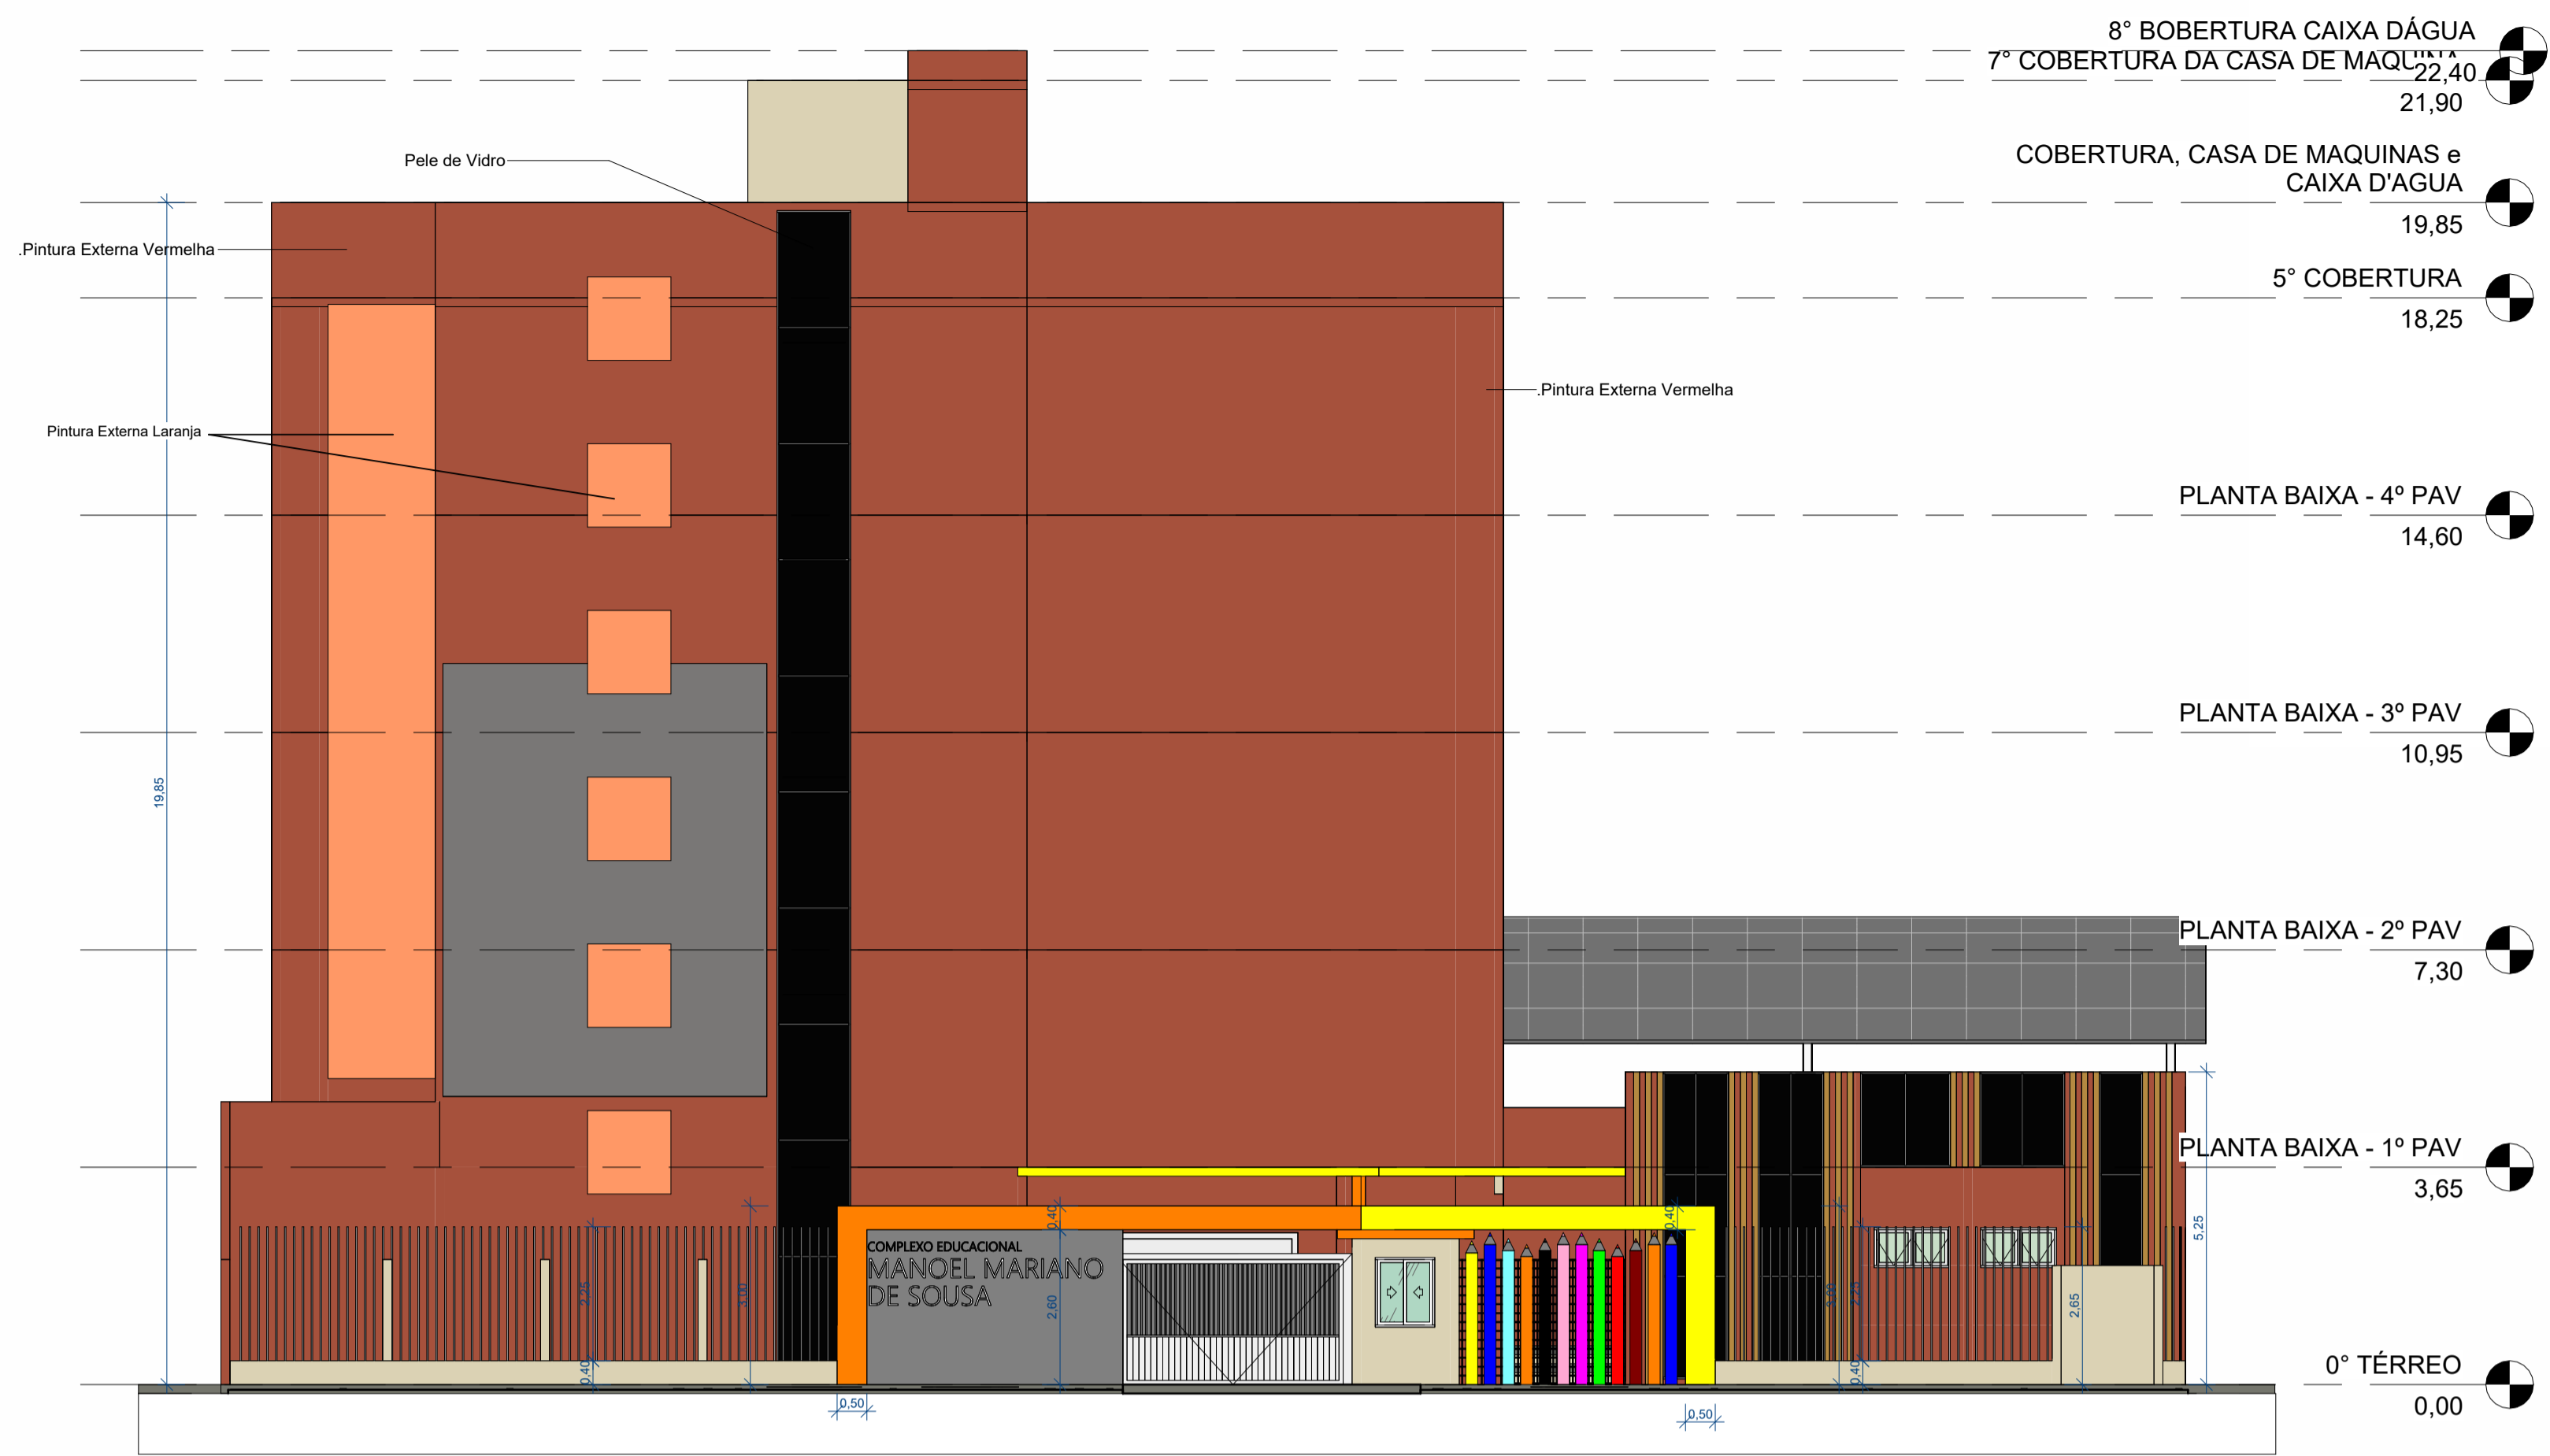 8° BOBERTURA CAIXA DÁGUA
7° COBERTURA DA CASA DE MAQUINA
22,40
21,90
Pele de Vidro
COBERTURA, CASA DE MAQUINAS e
CAIXA D'AGUA
19,85
.Pintura Externa Vermelha
5° COBERTURA
18,25
.Pintura Externa Vermelha
Pintura Externa Laranja
PLANTA BAIXA - 4º PAV
14,60
PLANTA BAIXA - 3º PAV
10,95
19,85
PLANTA BAIXA - 2º PAV
7,30
PLANTA BAIXA - 1º PAV
3,65
5,25
0,40
0,40
COMPLEXO EDUCACIONAL
MANOEL MARIANO
DE SOUSA
2,25
3,00
2,60
3,00
2,25
2,65
0,40
0,40
0° TÉRREO
0,00
0,50
0,50